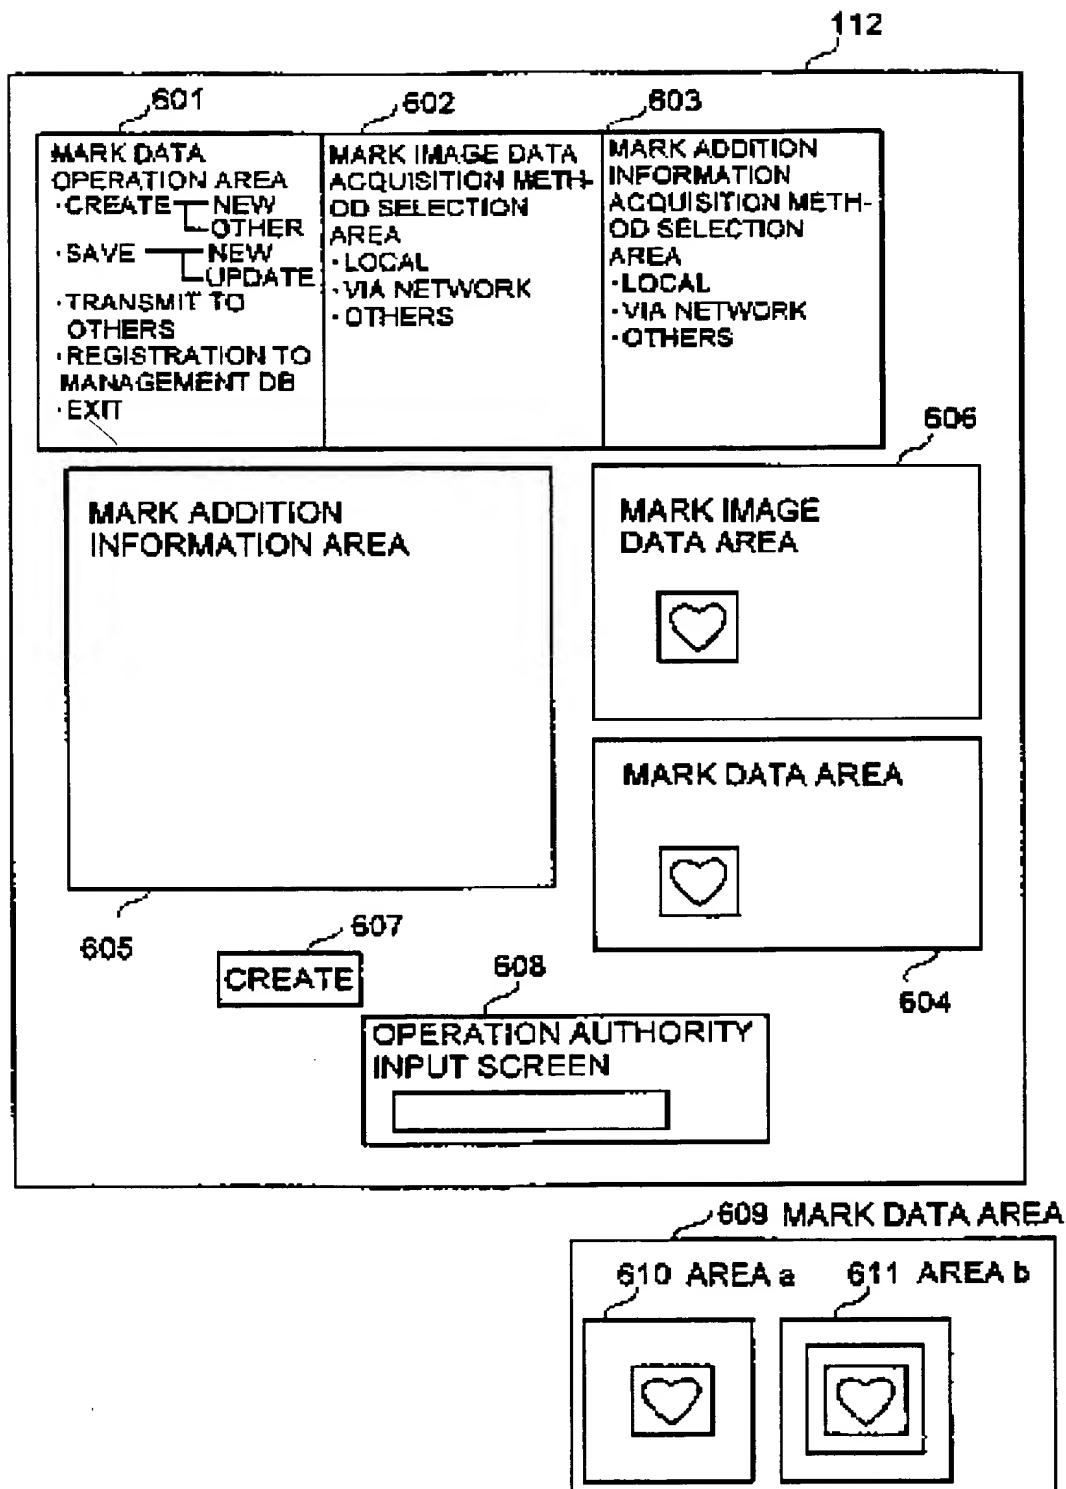 112
601
602
603
MARK DATA
OPERATION AREA
·CREATE NEW
OTHER
·SAVE NEW
UPDATE
·TRANSMIT TO
OTHERS
·REGISTRATION TO
MANAGEMENT DB
·EXIT
MARK IMAGE DATA
ACQUISITION METH-
OD SELECTION
AREA
·LOCAL
·VIA NETWORK
·OTHERS
MARK ADDITION
INFORMATION
ACQUISITION METH-
OD SELECTION
AREA
·LOCAL
·VIA NETWORK
·OTHERS
606
MARK ADDITION
INFORMATION AREA
MARK IMAGE
DATA AREA
MARK DATA AREA
605
607
CREATE
604
608
OPERATION AUTHORITY
INPUT SCREEN
609 MARK DATA AREA
610 AREA a
611 AREA b